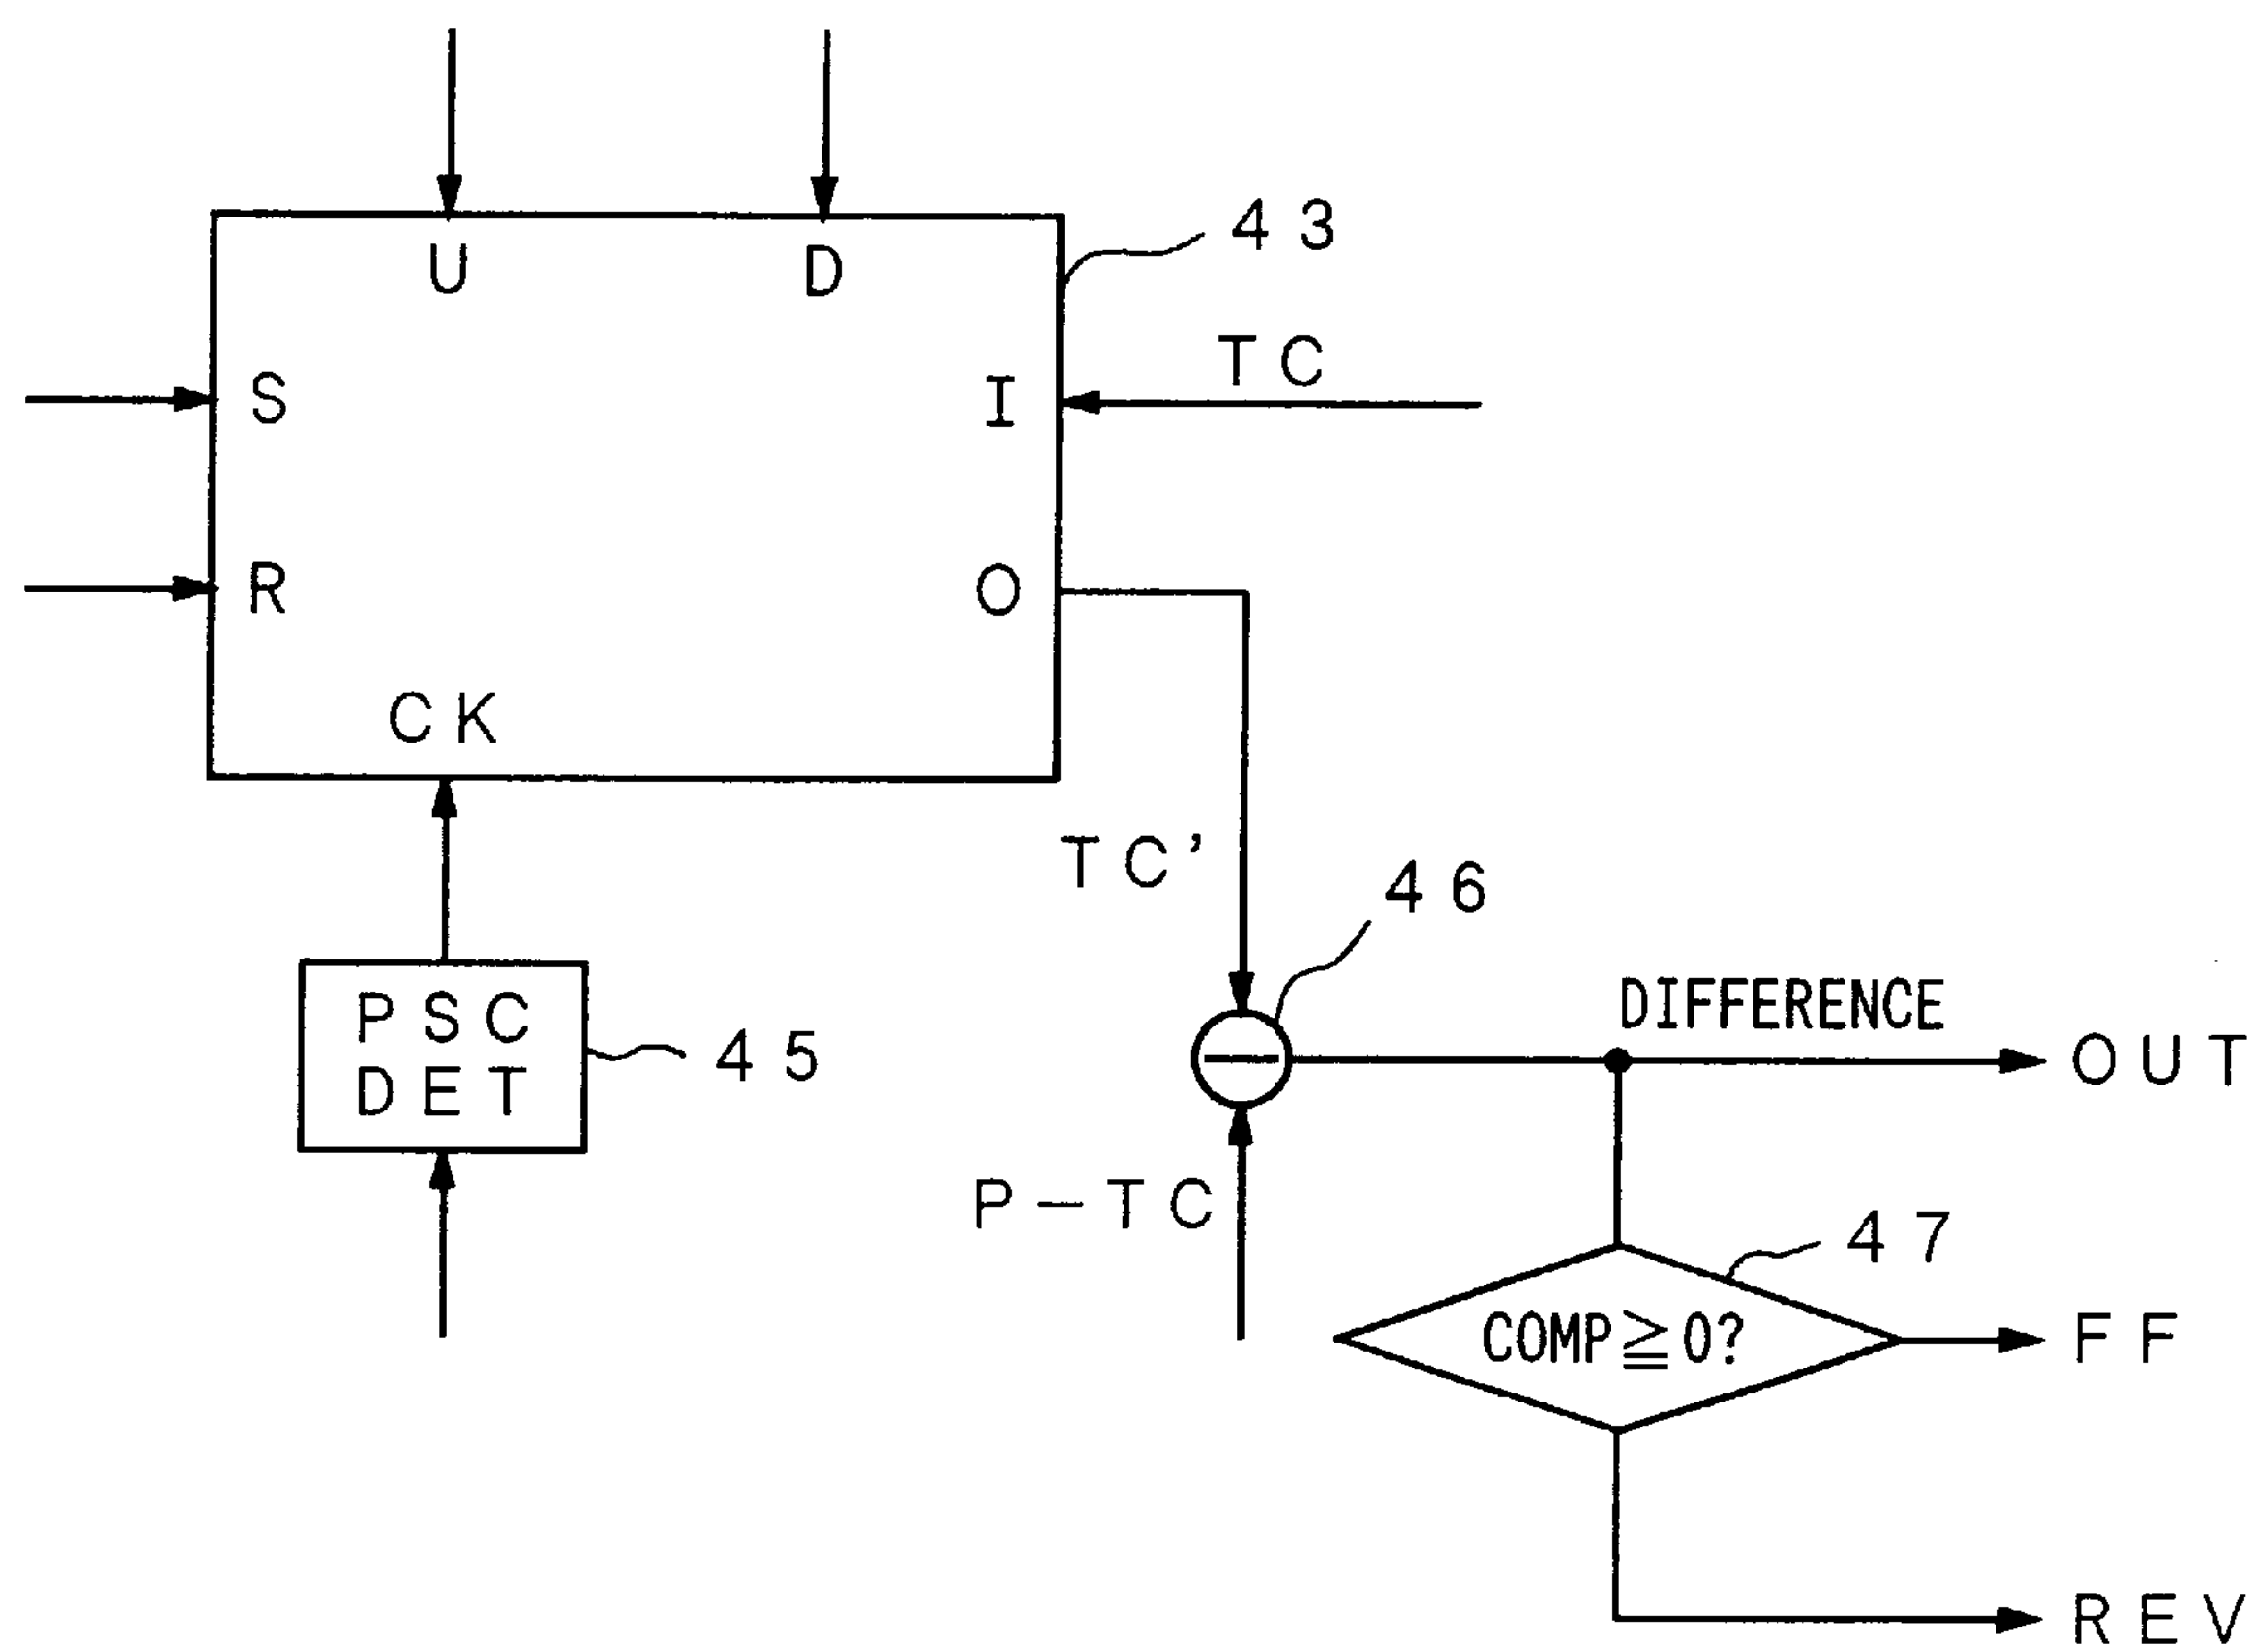 U D
43
TC
S I
R O
CK
TC'
46
PSC
DET
45
DIFFERENCE
OUT
P-TC
47
COMP≧0?
FF
REV